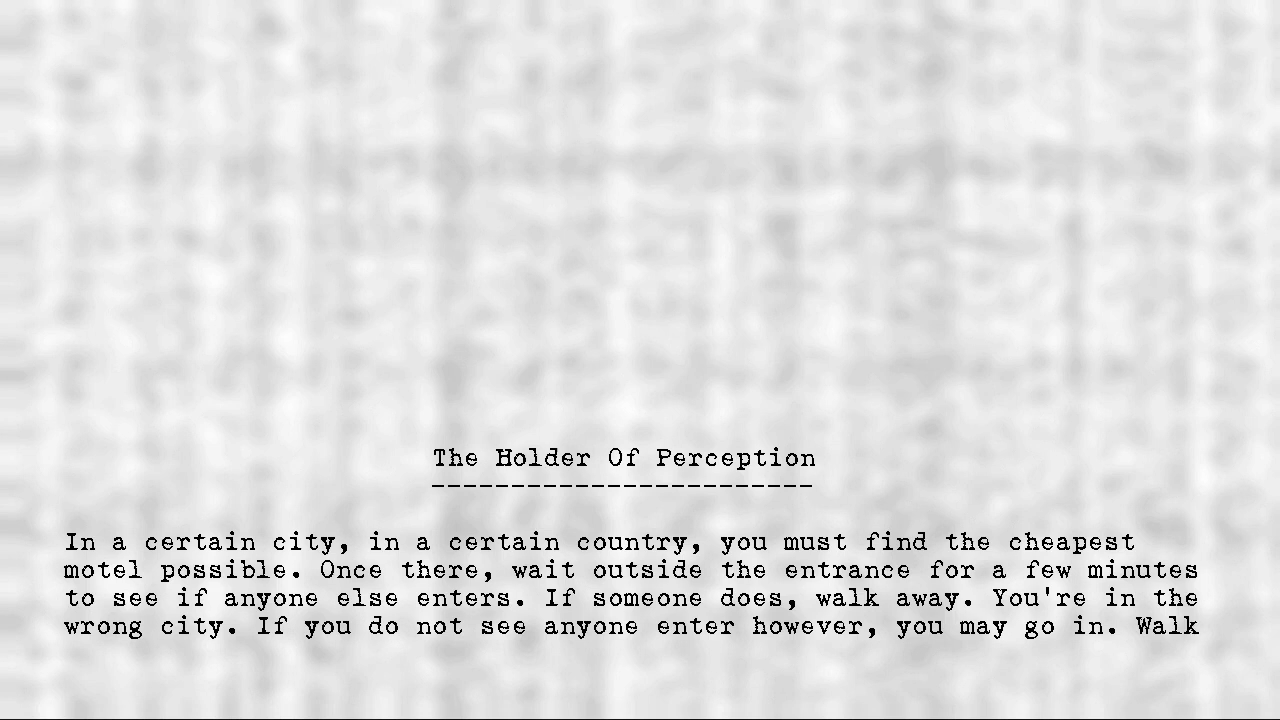 The Holder Of Perception
------------------------
In a certain city, in a certain country, you must find the cheapest
motel possible. Once there, wait outside the entrance for a few minutes
to see if anyone else enters. If someone does, walk away. You're in the
wrong city. If you do not see anyone enter however, you may go in. Walk